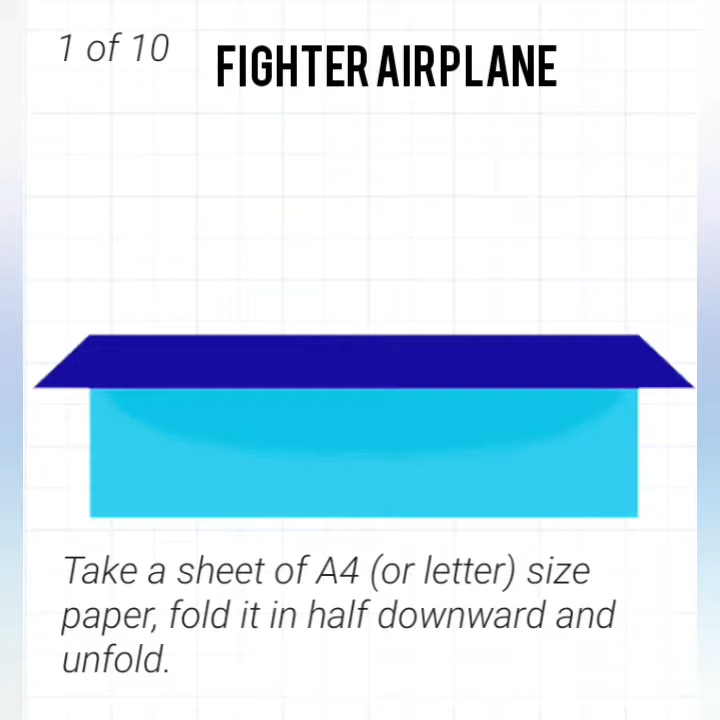 1 of 10
FIGHTER AIRPLANE
Take a sheet of A4 (or letter) size
paper, fold it in half downward and
unfold.